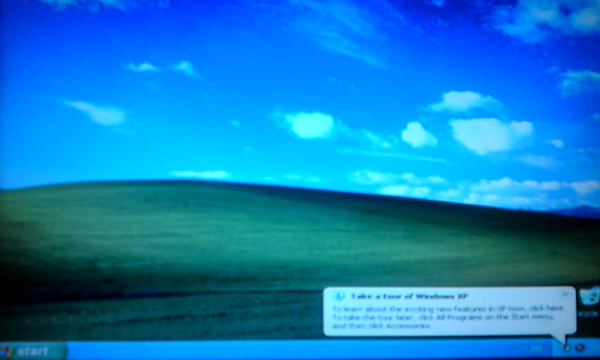 Take a tour of Windows XP
To learn about the exciting new features in XP now, click here.
To take the tour later, click All Programs on the Start menu,
and then click Accessories.
start